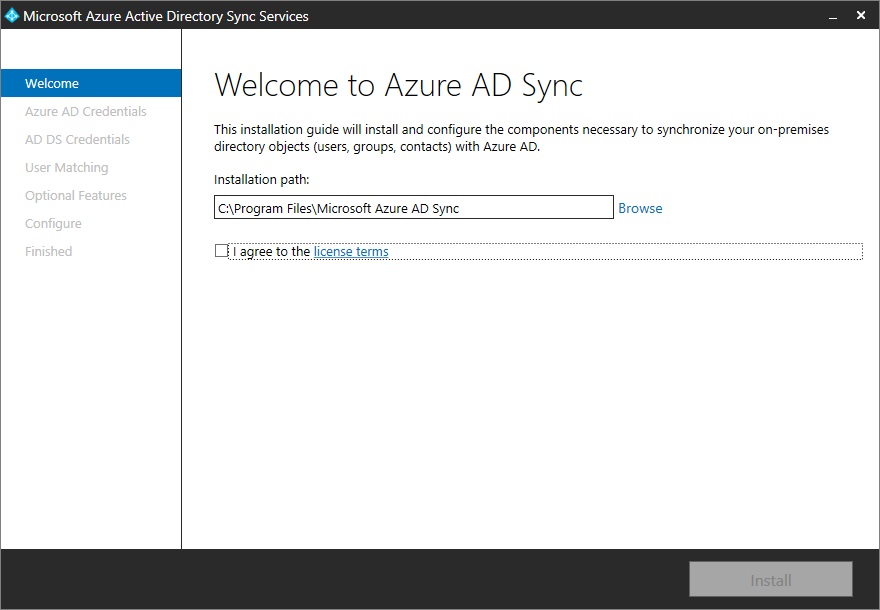 Microsoft Azure Active Directory Sync Services
Welcome
Azure AD Credentials
AD DS Credentials
User Matching
Optional Features
Configure
Finished
Welcome to Azure AD Sync
This installation guide will install and configure the components necessary to synchronize your on-premises
directory objects (users, groups, contacts) with Azure AD.
Installation path:
C:\Program Files\Microsoft Azure AD Sync
Browse
I agree to the license terms
Install